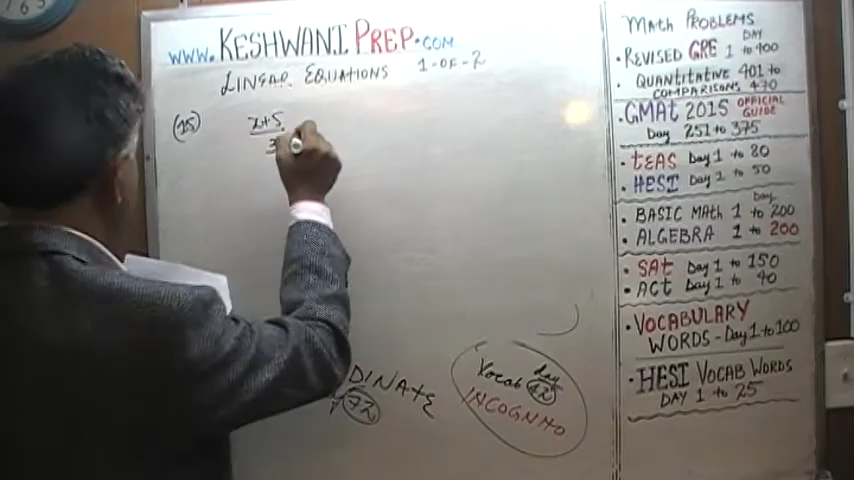 WWW.KESHWANI PREP.COM
LINEAR EQUATIONS 1-OF-2
(15)
x+5
3
DINATE
72
Vocab day 42
INCOGNITO
MATH PROBLEMS
DAY
• REVISED GRE 1 to 400
• QUANTITATIVE 401 to
COMPARISONS 470
• GMAT 2015 OFFICIAL GUIDE
Day 251 to 375
• TEAS Day 1 to 80
• HESI Day 1 to 50
Day
• BASIC MATH 1 to 200
• ALGEBRA 1 to 200
• SAT Day 1 to 150
• ACT Day 1 to 40
• VOCABULARY
WORDS - Day 1 to 100
• HESI VOCAB WORDS
DAY 1 to 25